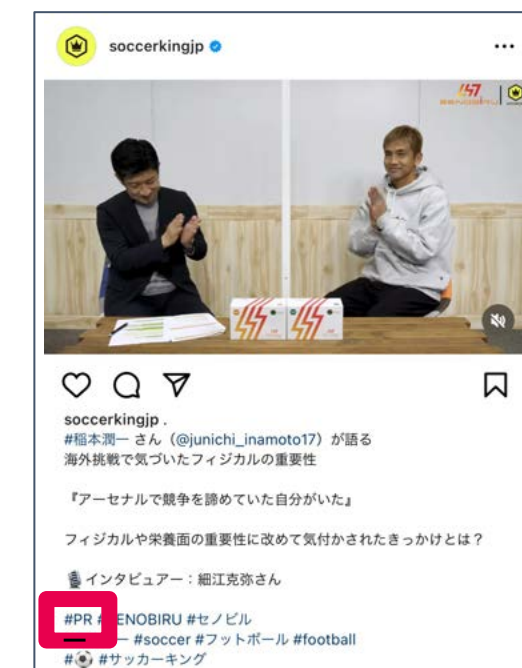 soccerkingjp
SENOBIRU
soccerkingjp .
#稲本潤一 さん（@junichi_inamoto17）が語る
海外挑戦で気づいたフィジカルの重要性
『アーセナルで競争を諦めていた自分がいた』
フィジカルや栄養面の重要性に改めて気付かされたきっかけとは？
インタビュアー：細江克弥さん
#PR #ENOBIRU #セノビル
ー #soccer #フットボール #football
#⚽ #サッカーキング